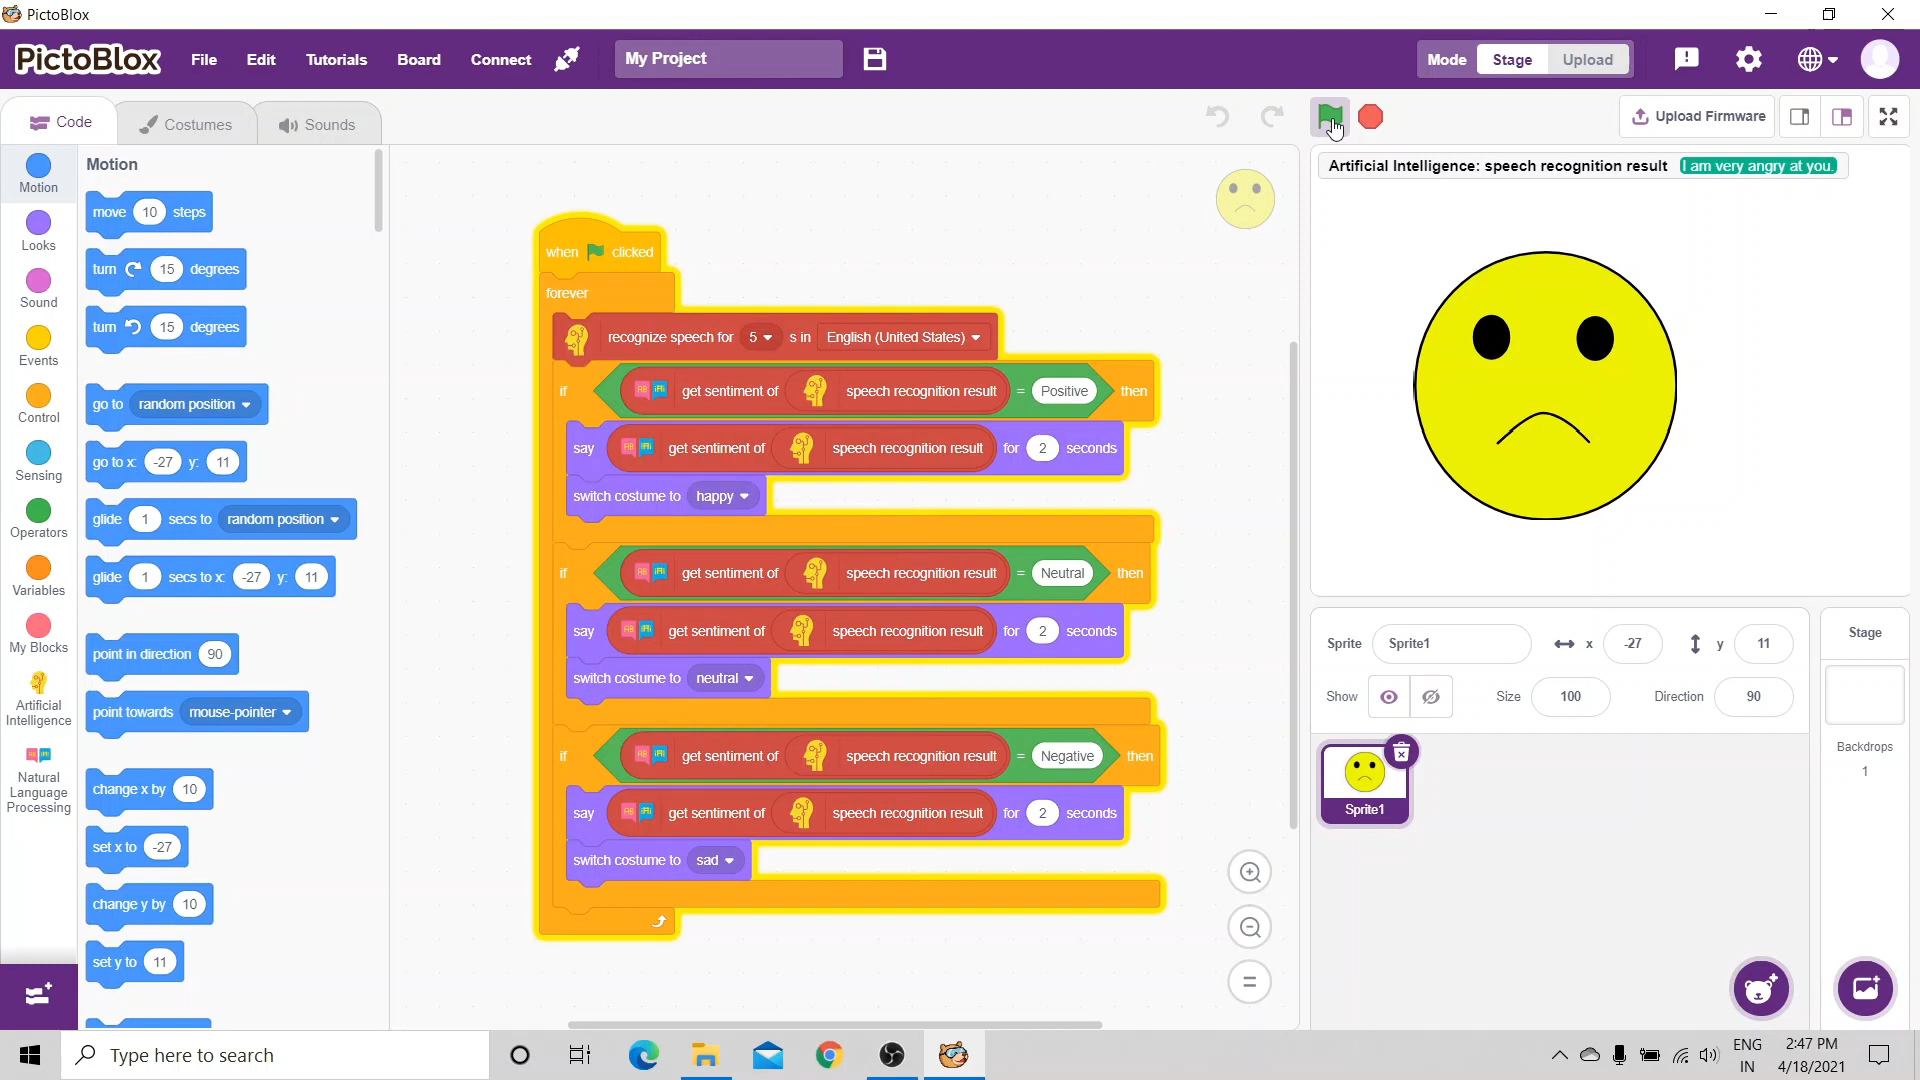 PictoBlox
PictoBlox File Edit Tutorials Board Connect My Project Mode Stage Upload
Code Costumes Sounds Upload Firmware
Motion
Looks
Sound
Events
Control
Sensing
Operators
Variables
My Blocks
Artificial
Intelligence
Natural
Language
Processing
Motion
move 10 steps
turn 15 degrees
turn 15 degrees
go to random position
go to x: -27 y: 11
glide 1 secs to random position
glide 1 secs to x: -27 y: 11
point in direction 90
point towards mouse-pointer
change x by 10
set x to -27
change y by 10
set y to 11
when clicked
forever
recognize speech for 5 s in English (United States)
if get sentiment of speech recognition result = Positive then
say get sentiment of speech recognition result for 2 seconds
switch costume to happy
if get sentiment of speech recognition result = Neutral then
say get sentiment of speech recognition result for 2 seconds
switch costume to neutral
if get sentiment of speech recognition result = Negative then
say get sentiment of speech recognition result for 2 seconds
switch costume to sad
Artificial Intelligence: speech recognition result I am very angry at you.
Sprite Sprite1 x -27 y 11
Show Size 100 Direction 90
Sprite1
Stage
Backdrops
1
Type here to search
ENG
IN
2:47 PM
4/18/2021